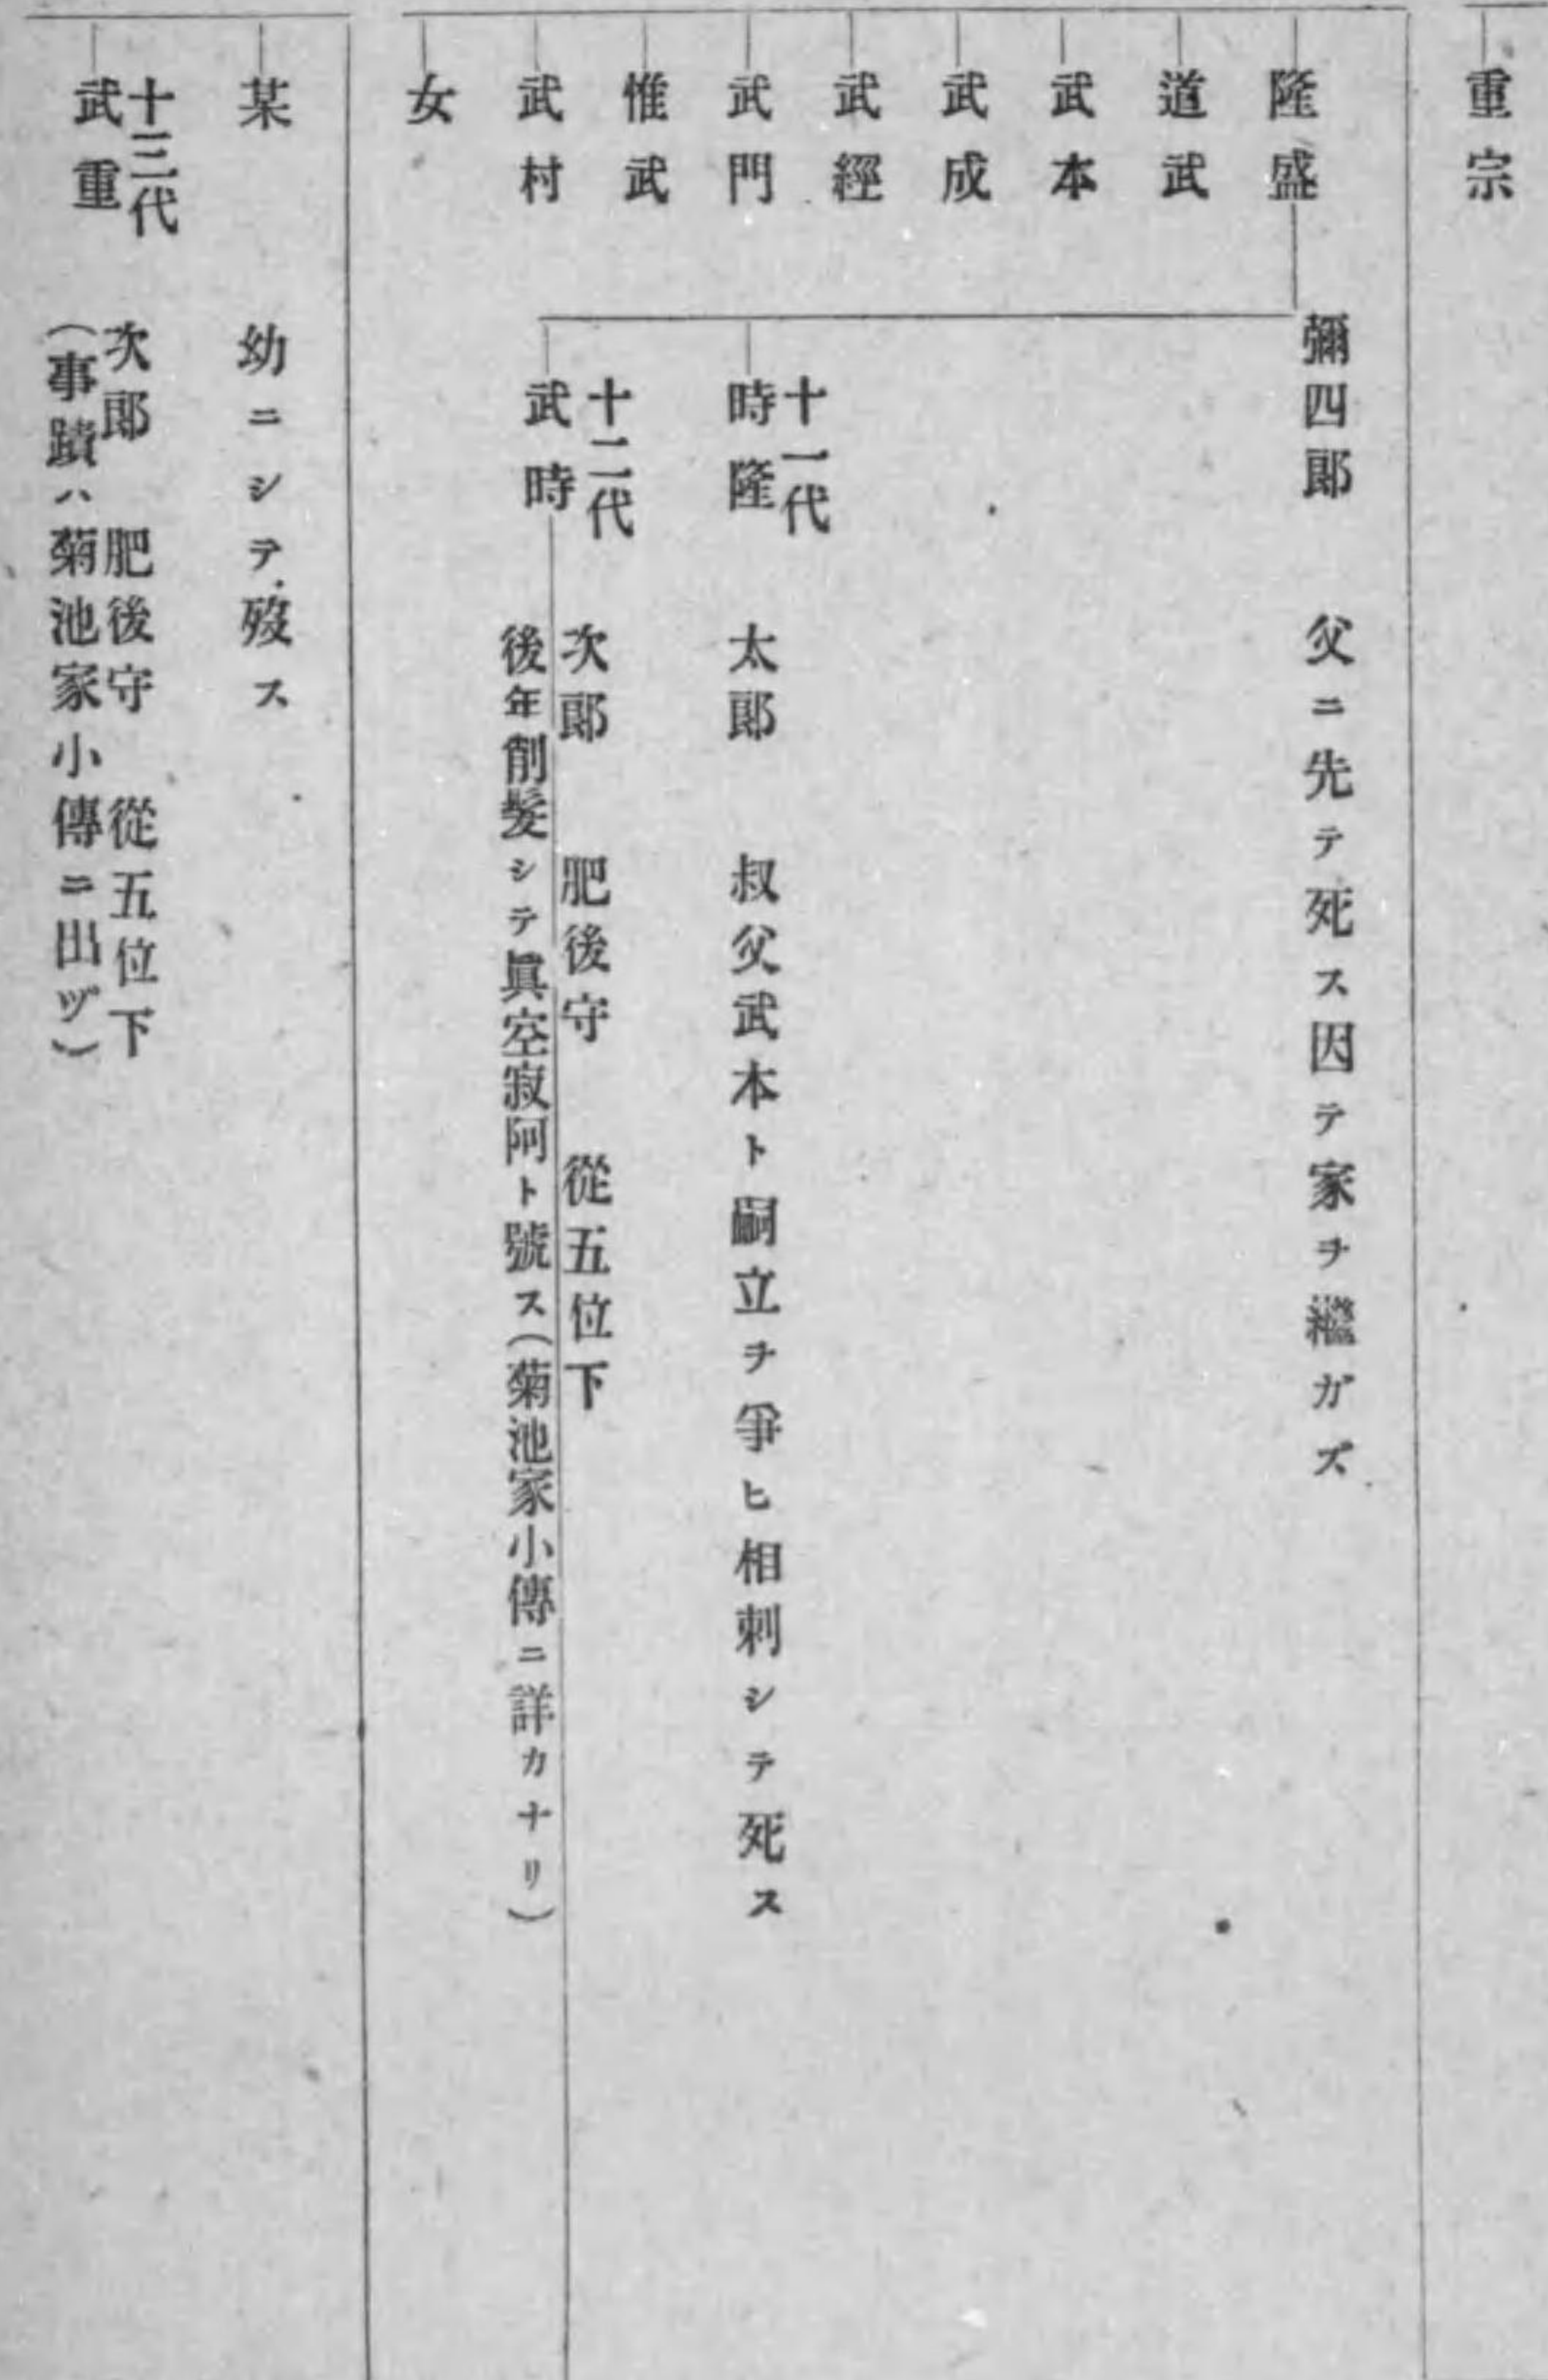 重宗
隆盛
彌四郎 父ニ先テ死ス因テ家ヲ繼ガズ
道武
武本
武成
武經
武門
惟武
武村
女
十一代
時隆 太郎 叔父武本ト嗣立ヲ爭ヒ相刺シテ死ス
十二代
武時
次郎 肥後守 從五位下
後年削髮シテ眞空寂阿ト號ス(菊池家小傳ニ詳カナリ)
某 幼ニシテ歿ス
十三代
武重
次郎 肥後守 從五位下
(事蹟ハ菊池家小傳ニ出ヅ)